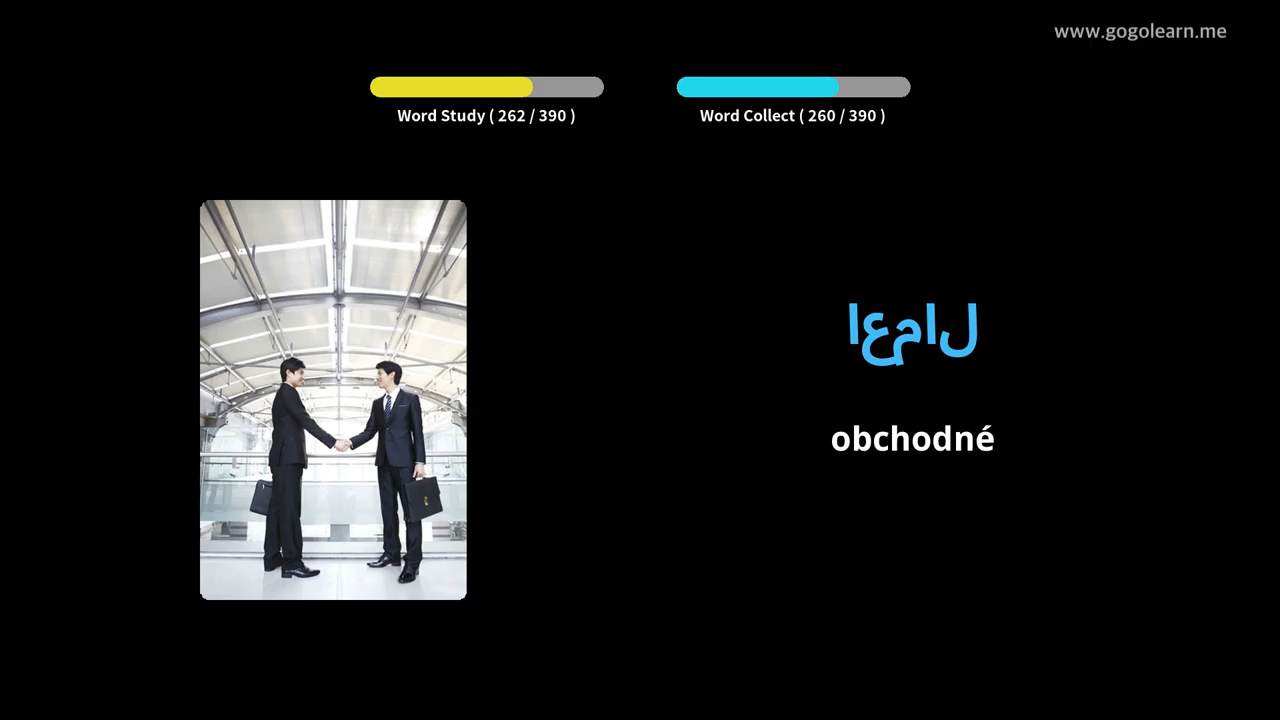 www.gogolearn.me
Word Study ( 262 / 390 )
Word Collect ( 260 / 390 )
اعمال
obchodné